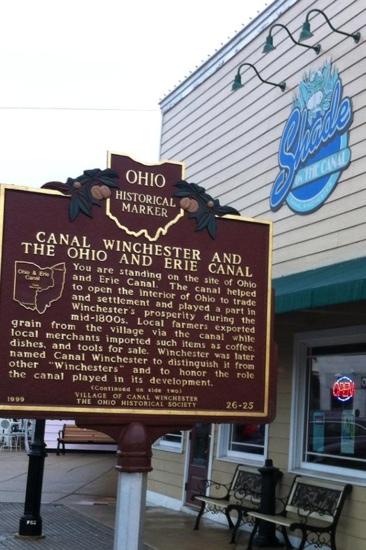 OHIO
HISTORICAL
MARKER
CANAL WINCHESTER AND
THE OHIO AND ERIE CANAL
Ohio & Erie
Canal
You are standing on the site of Ohio
and Erie Canal. The canal helped
to open the interior of Ohio to trade
and settlement and played a part in
Winchester's prosperity during the
mid-1800s. Local farmers exported
grain from the village via the canal while
local merchants imported such items as coffee,
dishes, and tools for sale. Winchester was later
named Canal Winchester to distinguish it from
other "Winchesters" and to honor the role
the canal played in its development.
(Continued on side two)
VILLAGE OF CANAL WINCHESTER
THE OHIO HISTORICAL SOCIETY
1999
26-25
Shade
ON THE CANAL
OPEN